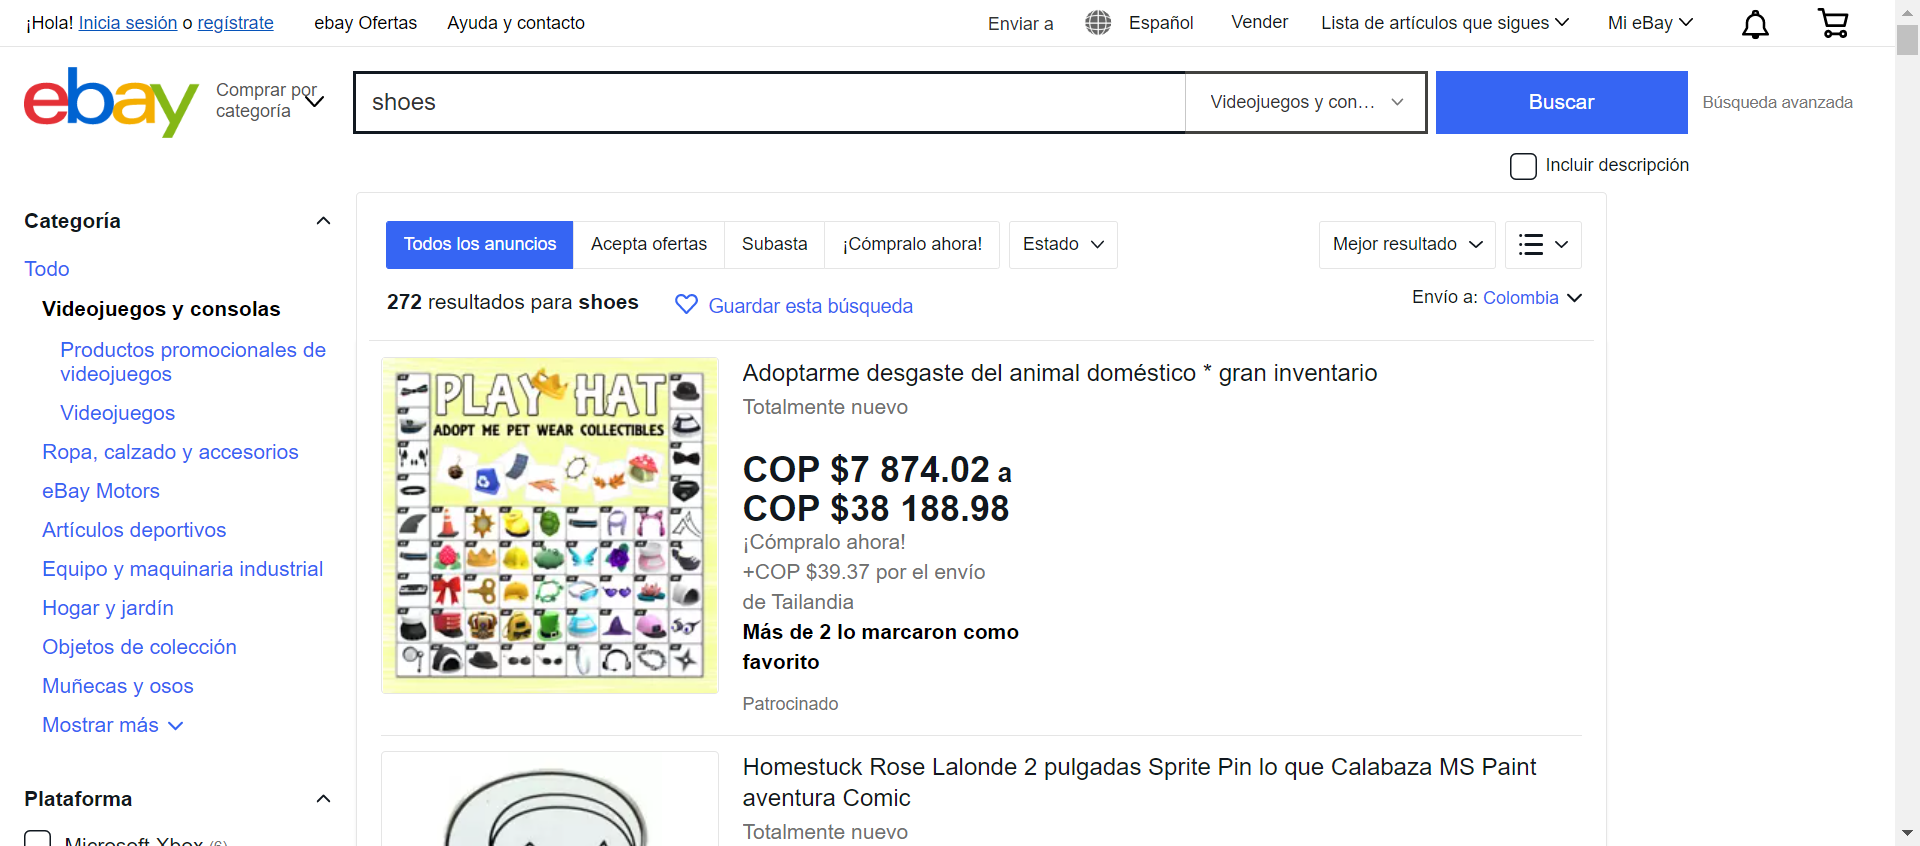 ¡Hola! Inicia sesión o regístrate
ebay Ofertas
Ayuda y contacto
Enviar a
Español
Vender
Lista de artículos que sigues
Mi eBay
ebay
Comprar por
categoría
shoes
Videojuegos y con...
Buscar
Búsqueda avanzada
Incluir descripción
Categoría
Todo
Videojuegos y consolas
Productos promocionales de
videojuegos
Videojuegos
Ropa, calzado y accesorios
eBay Motors
Artículos deportivos
Equipo y maquinaria industrial
Hogar y jardín
Objetos de colección
Muñecas y osos
Mostrar más
Plataforma
Microsoft Xbox (6)
Todos los anuncios
Acepta ofertas
Subasta
¡Cómpralo ahora!
Estado
Mejor resultado
272 resultados para shoes
Guardar esta búsqueda
Envío a: Colombia
PLAY HAT
ADOPT ME PET WEAR COLLECTIBLES
Adoptarme desgaste del animal doméstico * gran inventario
Totalmente nuevo
COP $7 874.02 a
COP $38 188.98
¡Cómpralo ahora!
+COP $39.37 por el envío
de Tailandia
Más de 2 lo marcaron como
favorito
Patrocinado
Homestuck Rose Lalonde 2 pulgadas Sprite Pin lo que Calabaza MS Paint
aventura Comic
Totalmente nuevo